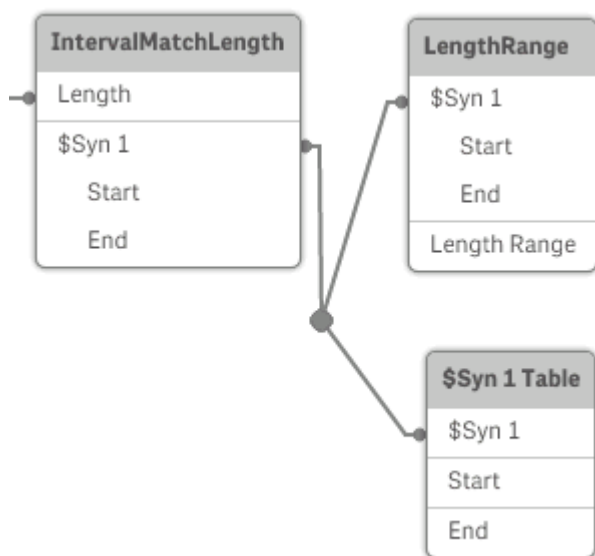 IntervalMatchLength
Length
$Syn 1
Start
End
LengthRange
$Syn 1
Start
End
Length Range
$Syn 1 Table
$Syn 1
Start
End